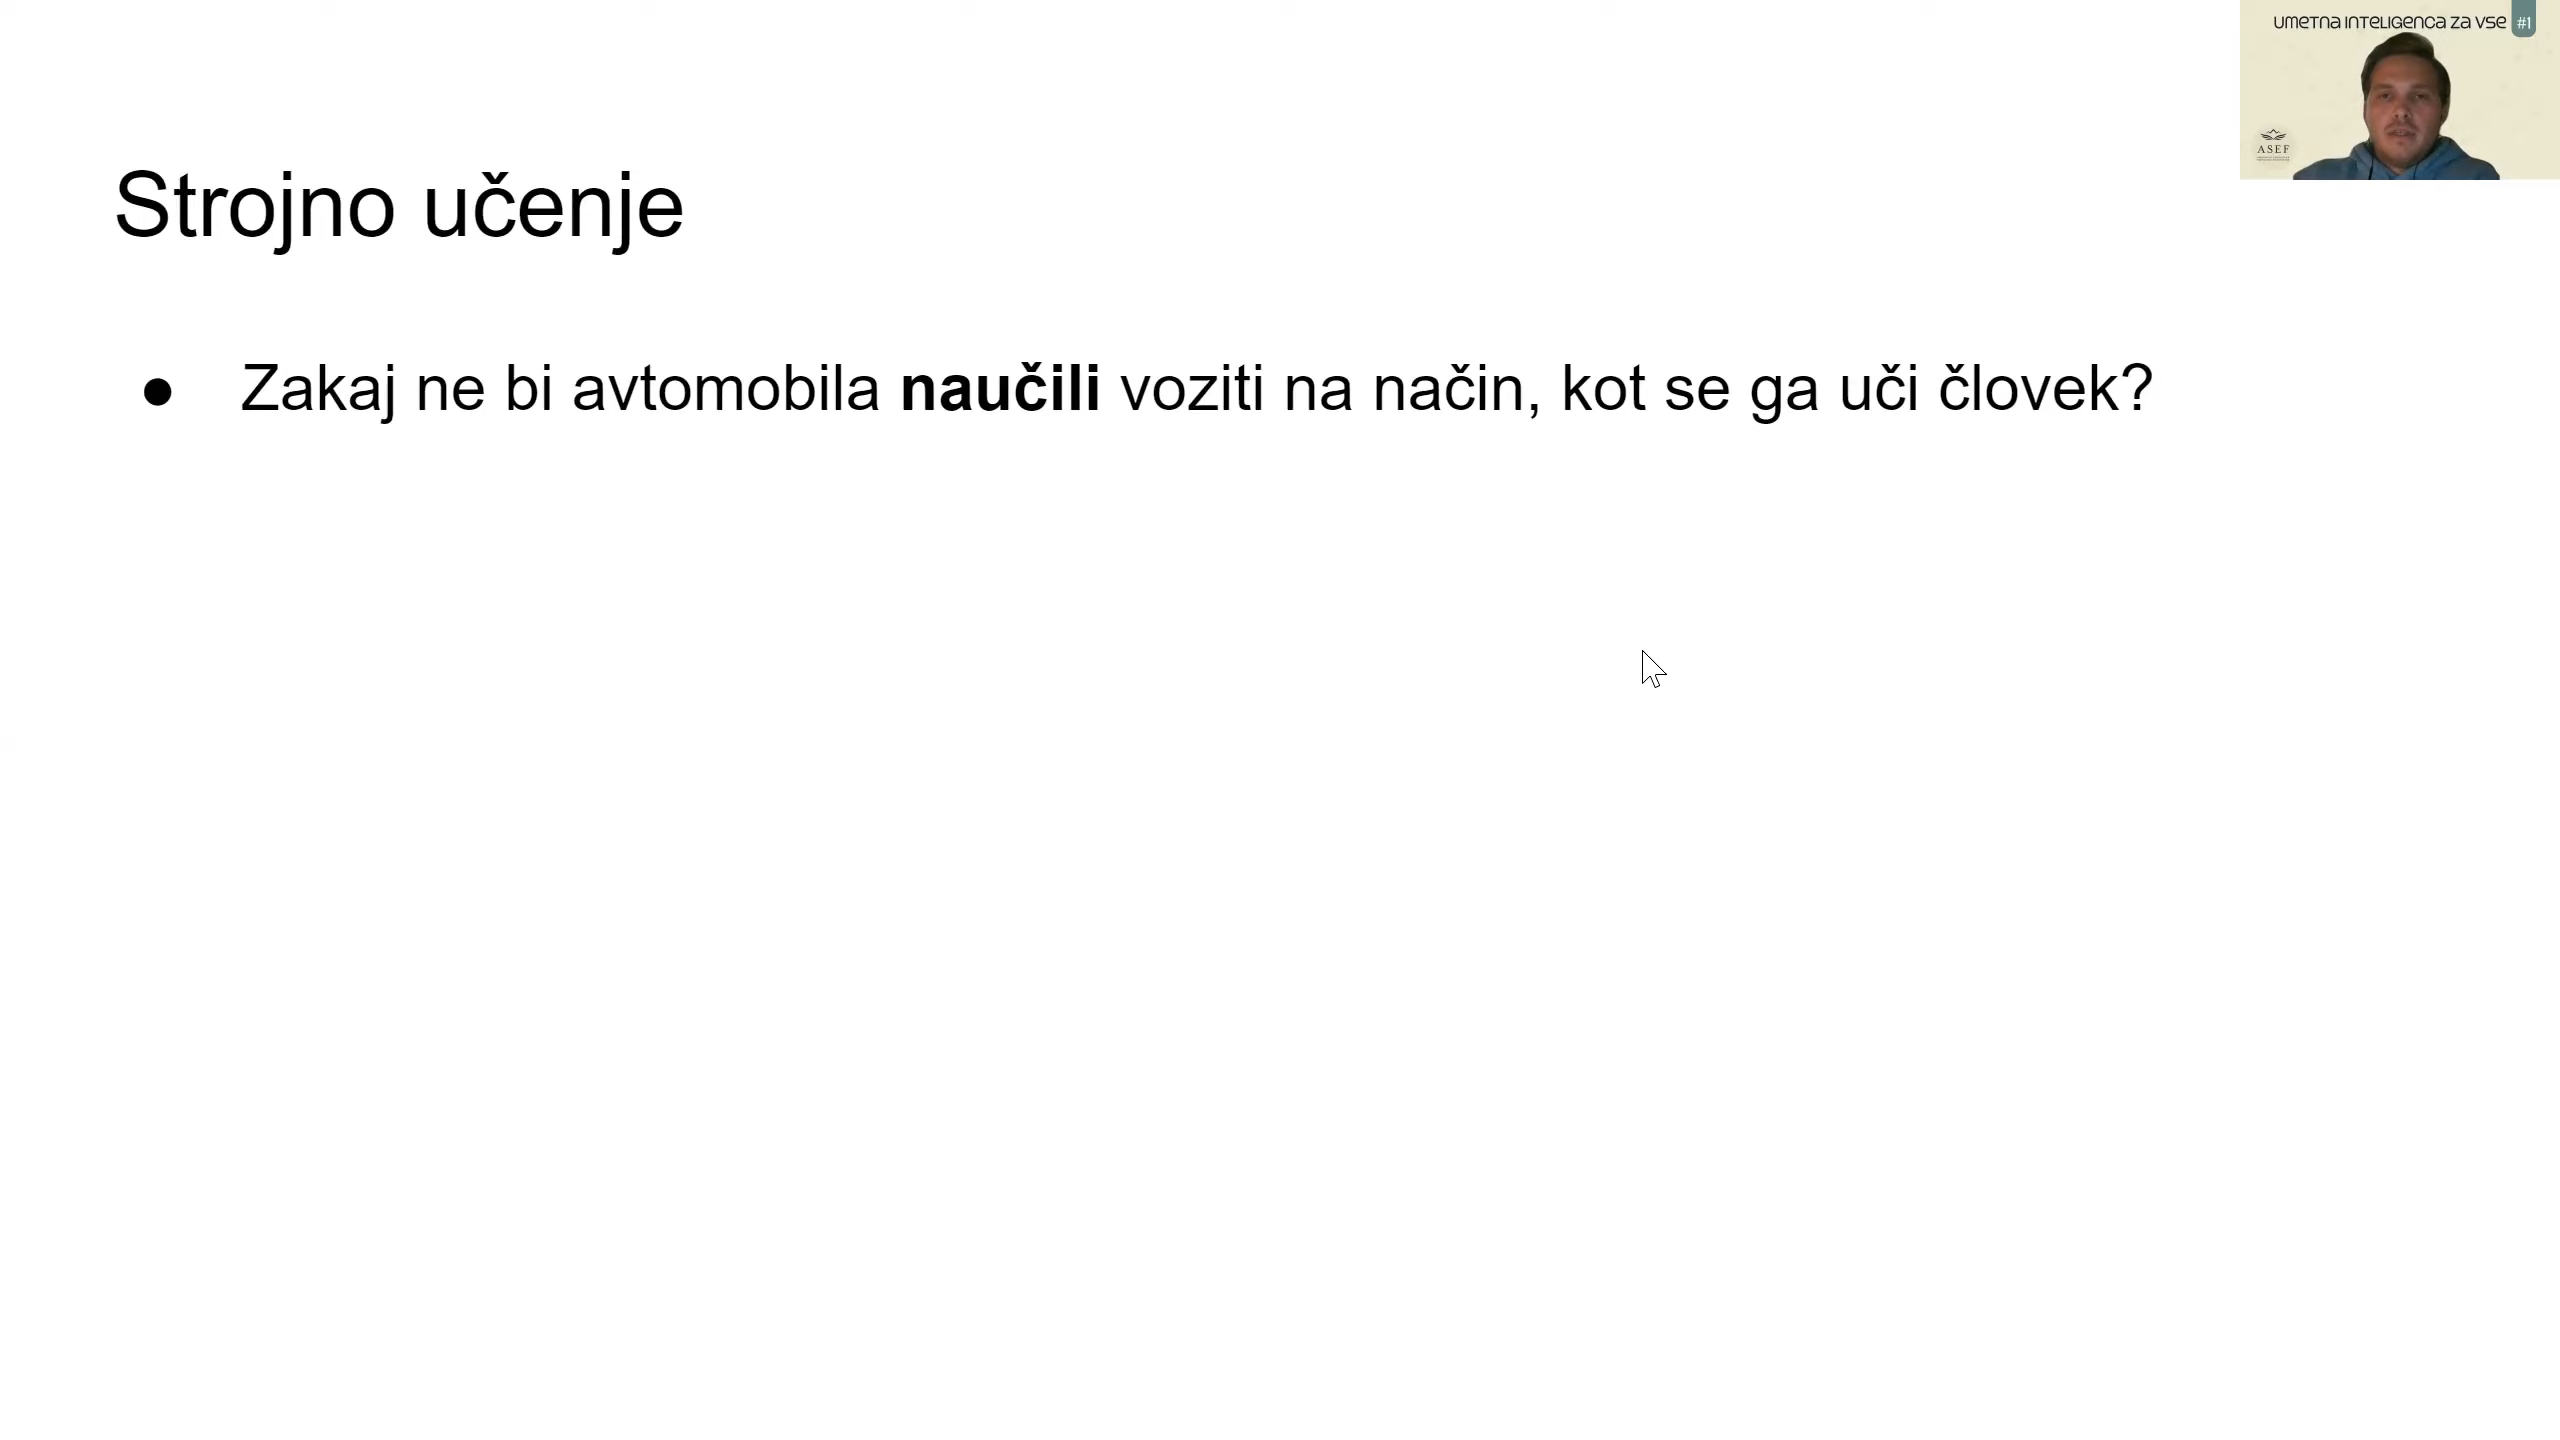 UMETNA INTELIGENCA ZA VSE #1
ASEF
Strojno učenje
● Zakaj ne bi avtomobila naučili voziti na način, kot se ga uči človek?